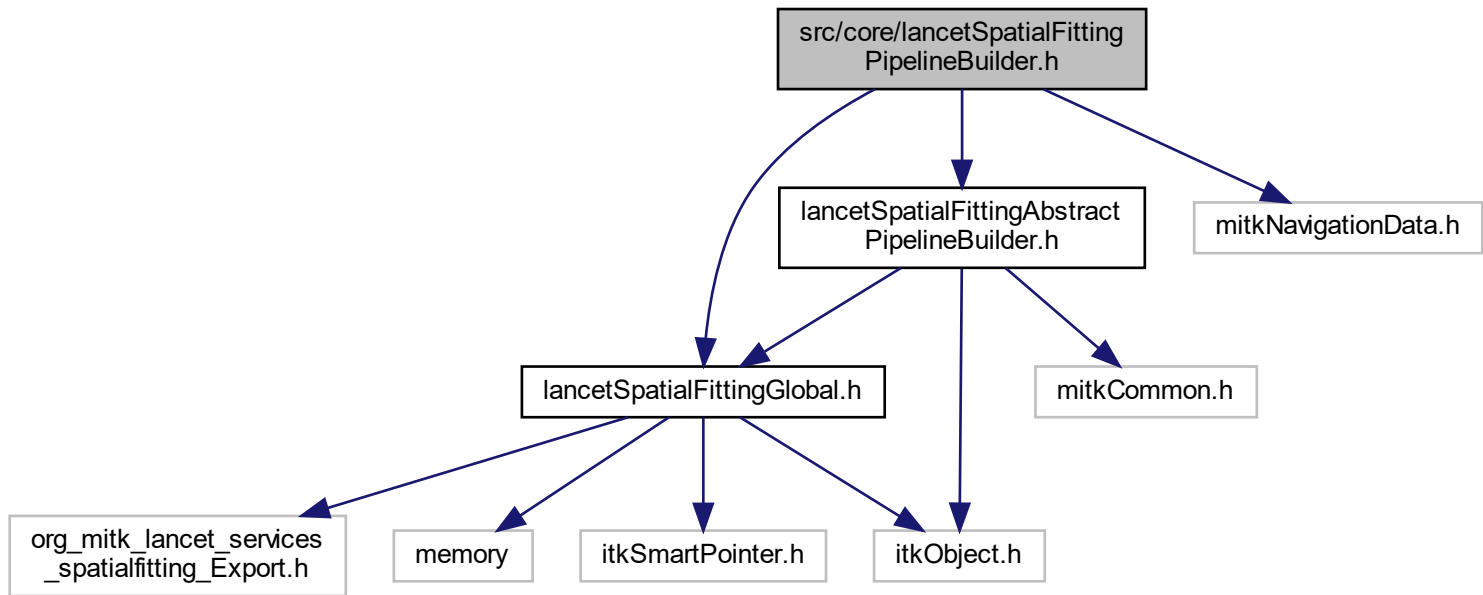 src/core/lancetSpatialFitting
PipelineBuilder.h
lancetSpatialFittingAbstract
PipelineBuilder.h
mitkNavigationData.h
lancetSpatialFittingGlobal.h
mitkCommon.h
org_mitk_lancet_services
_spatialfitting_Export.h
memory
itkSmartPointer.h
itkObject.h